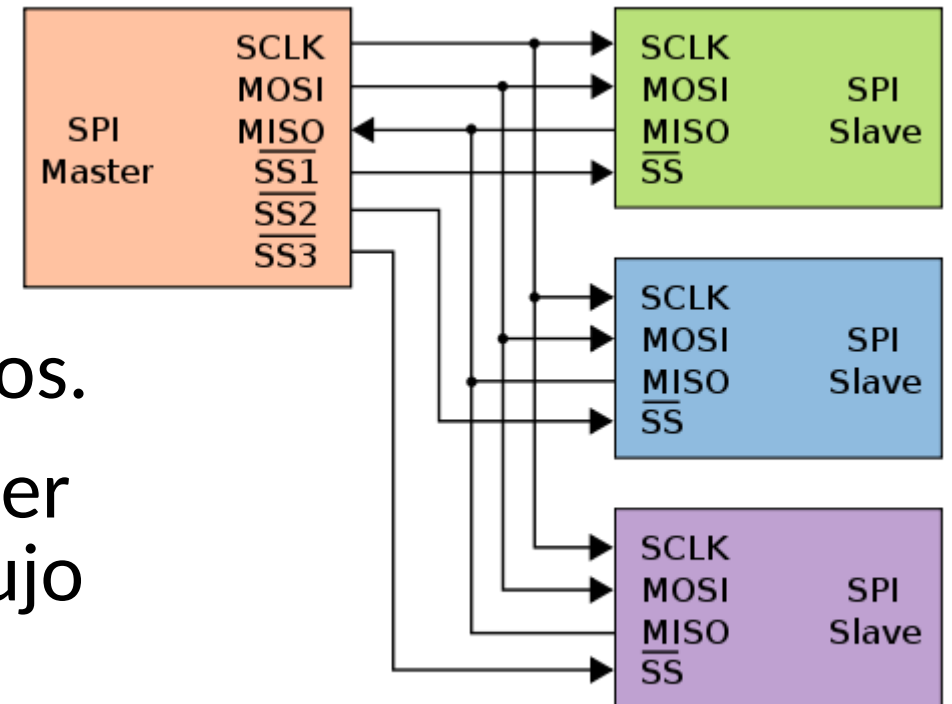 SCLK
MOSI
MISO
SS1
SS2
SS3
SPI
Master
SCLK
MOSI
MISO
SS
SPI
Slave
SCLK
MOSI
MISO
SS
SPI
Slave
SCLK
MOSI
MISO
SS
SPI
Slave
os.
er
ujo